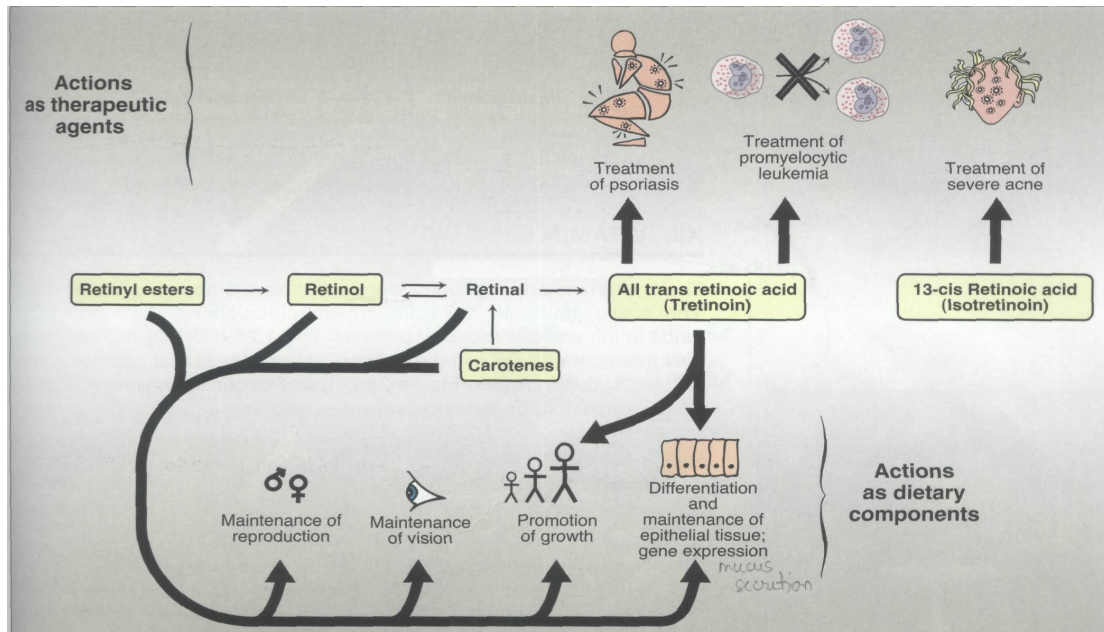 Actions
as therapeutic
agents
Treatment
of psoriasis
Treatment of
promyelocytic
leukemia
Treatment of
severe acne
Retinyl esters
Retinol
Retinal
All trans retinoic acid
(Tretinoin)
13-cis Retinoic acid
(Isotretinoin)
Carotenes
Maintenance of
reproduction
Maintenance
of vision
Promotion
of growth
Differentiation
and
maintenance of
epithelial tissue;
gene expression
mucus
secretion
Actions
as dietary
components